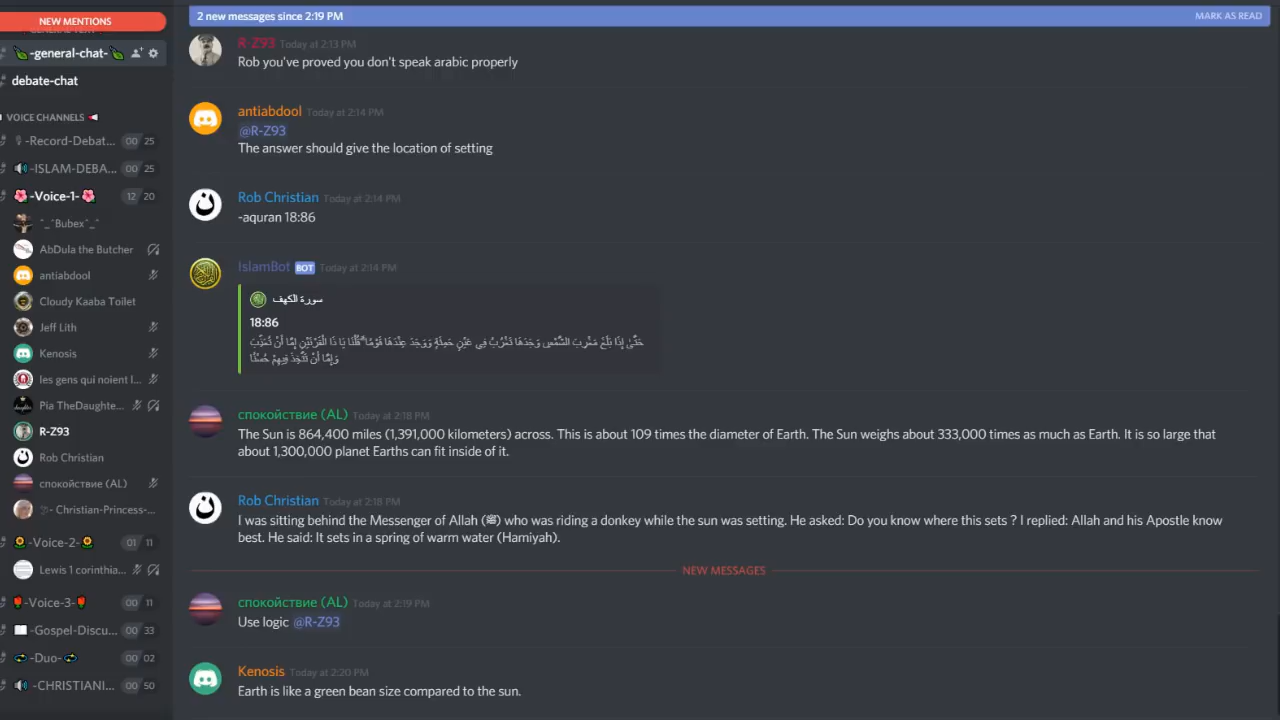 NEW MENTIONS
-general-chat-
debate-chat
VOICE CHANNELS
-Record-Debat... 00 25
-ISLAM-DEBA... 00 25
-Voice-1- 12 20
^_^Bubex^_^
AbDula the Butcher
antiabdool
Cloudy Kaaba Toilet
Jeff Lith
Kenosis
les gens qui noient l...
Pia TheDaughte...
R-Z93
Rob Christian
спокойствие (AL)
- Christian-Princess-...
-Voice-2- 01 11
Lewis 1 corinthia...
-Voice-3- 00 11
-Gospel-Discu... 00 33
-Duo- 00 02
-CHRISTIANI... 00 50
2 new messages since 2:19 PM MARK AS READ
R-Z93 Today at 2:13 PM
Rob you've proved you don't speak arabic properly
antiabdool Today at 2:14 PM
@R-Z93
The answer should give the location of setting
Rob Christian Today at 2:14 PM
-aquran 18:86
IslamBot BOT Today at 2:14 PM
سورة الكهف
18:86
حَتَّىٰ إِذَا بَلَغَ مَغْرِبَ الشَّمْسِ وَجَدَهَا تَغْرُبُ فِي عَيْنٍ حَمِئَةٍ وَوَجَدَ عِنْدَهَا قَوْمًا ۗ قُلْنَا يَا ذَا الْقَرْنَيْنِ إِمَّا أَنْ تُعَذِّبَ
وَإِمَّا أَنْ تَتَّخِذَ فِيهِمْ حُسْنًا
спокойствие (AL) Today at 2:18 PM
The Sun is 864,400 miles (1,391,000 kilometers) across. This is about 109 times the diameter of Earth. The Sun weighs about 333,000 times as much as Earth. It is so large that
about 1,300,000 planet Earths can fit inside of it.
Rob Christian Today at 2:18 PM
I was sitting behind the Messenger of Allah (ﷺ) who was riding a donkey while the sun was setting. He asked: Do you know where this sets ? I replied: Allah and his Apostle know
best. He said: It sets in a spring of warm water (Hamiyah).
NEW MESSAGES
спокойствие (AL) Today at 2:19 PM
Use logic @R-Z93
Kenosis Today at 2:20 PM
Earth is like a green bean size compared to the sun.